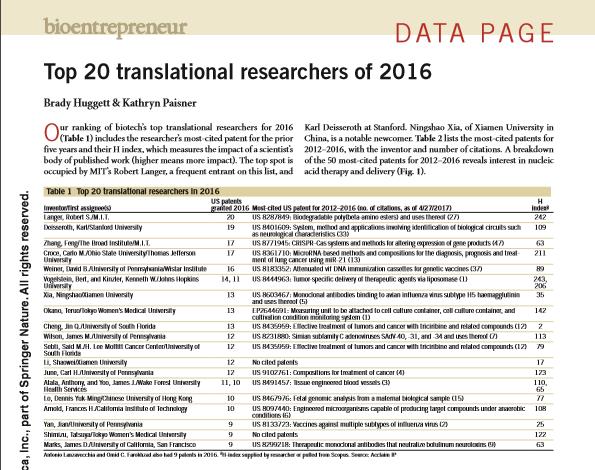 bioentrepreneur
DATA PAGE
Top 20 translational researchers of 2016
Brady Huggett & Kathryn Paisner
Our ranking of biotech's top translational researchers for 2016
(Table 1) includes the researcher's most-cited patent for the prior
five years and their H index, which measures the impact of a scientist's
body of published work (higher means more impact). The top spot is
occupied by MIT's Robert Langer, a frequent entrant on this list, and
Karl Deisseroth at Stanford. Ningshao Xia, of Xiamen University in
China, is a notable newcomer. Table 2 lists the most-cited patents for
2012–2016, with the inventor and number of citations. A breakdown
of the 50 most-cited patents for 2012–2016 reveals interest in nucleic
acid therapy and delivery (Fig. 1).
Table 1 Top 20 translational researchers in 2016
Inventor/first assignee(s) US patents granted 2016 Most-cited US patent for 2012–2016 (no. of citations, as of 4/27/2017) H index
Langer, Robert S./M.I.T. 20 US 8287849: Biodegradable poly(beta-amino esters) and uses thereof (27) 242
Deisseroth, Karl/Stanford University 19 US 8401609: System, method and applications involving identification of biological circuits such
as neurological characteristics (33) 109
Zhang, Feng/The Broad Institute/M.I.T. 17 US 8771945: CRISPR-Cas systems and methods for altering expression of gene products (47) 63
Croce, Carlo M./Ohio State University/Thomas Jefferson 17 US 8361710: MicroRNA based methods and compositions for the diagnosis, prognosis and treat- 211
University ment of lung cancer using miR-21 (13)
Weiner, David B./University of Pennsylvania/Wistar Institute 16 US 8183352: Attenuated vif DNA immunization cassettes for genetic vaccines (37) 89
Vogelstein, Bert, and Kinzler, Kenneth W./Johns Hopkins 14, 11 US 8444963: Tumor specific delivery of therapeutic agents via liposomase (1) 243,
University 206
Xia, Ningshao/Xiamen University 13 US 8603467: Monoclonal antibodies binding to avian influenza virus subtype H5 haemagglutinin 35
and uses thereof (5)
Okano, Teruo/Tokyo Women's Medical University 13 EP2644691: Measuring unit to be attached to cell culture container, cell culture container, and 142
cultivation condition monitoring system (1)
Cheng, Jin Q./University of South Florida 13 US 8435959: Effective treatment of tumors and cancer with triciribine and related compounds (12) 2
Wilson, James M./University of Pennsylvania 12 US 8231880: Simian subfamily C adenoviruses SAdV 40, -31, and -34 and uses thereof (7) 113
Sebti, Said M./H. Lee Moffitt Cancer Center/University of 12 US 8435959: Effective treatment of tumors and cancer with triciribine and related compounds (12) 79
South Florida
Li, Shaowei/Xiamen University 12 No cited patents 17
June, Carl H./University of Pennsylvania 12 US 9102761: Compositions for treatment of cancer (4) 123
Atala, Anthony, and Yoo, James J./Wake Forest University 11, 10 US 8491457: Tissue engineered blood vessels (3) 110,
Health Services 65
Lo, Dennis Yuk-Ming/Chinese University of Hong Kong 10 US 8467976: Fetal genomic analysis from a maternal biological sample (15) 77
Arnold, Frances H./California Institute of Technology 10 US 8097440: Engineered microorganisms capable of producing target compounds under anaerobic 108
conditions (6)
Yan, Jian/University of Pennsylvania 9 US 8133723: Vaccines against multiple subtypes of influenza virus (2) 25
Shimizu, Tatsuya/Tokyo Women's Medical University 9 No cited patents 122
Marks, James D./University of California, San Francisco 9 US 8299218: Therapeutic monoclonal antibodies that neutralize botulinum neurotoxins (9) 63
Antonio Lanzavecchia and Omid C. Farokhzad also had 9 patents in 2016. H-index supplied by researcher or pulled from Scopus. Source: Acclaim IP
ca, Inc., part of Springer Nature. All rights reserved.